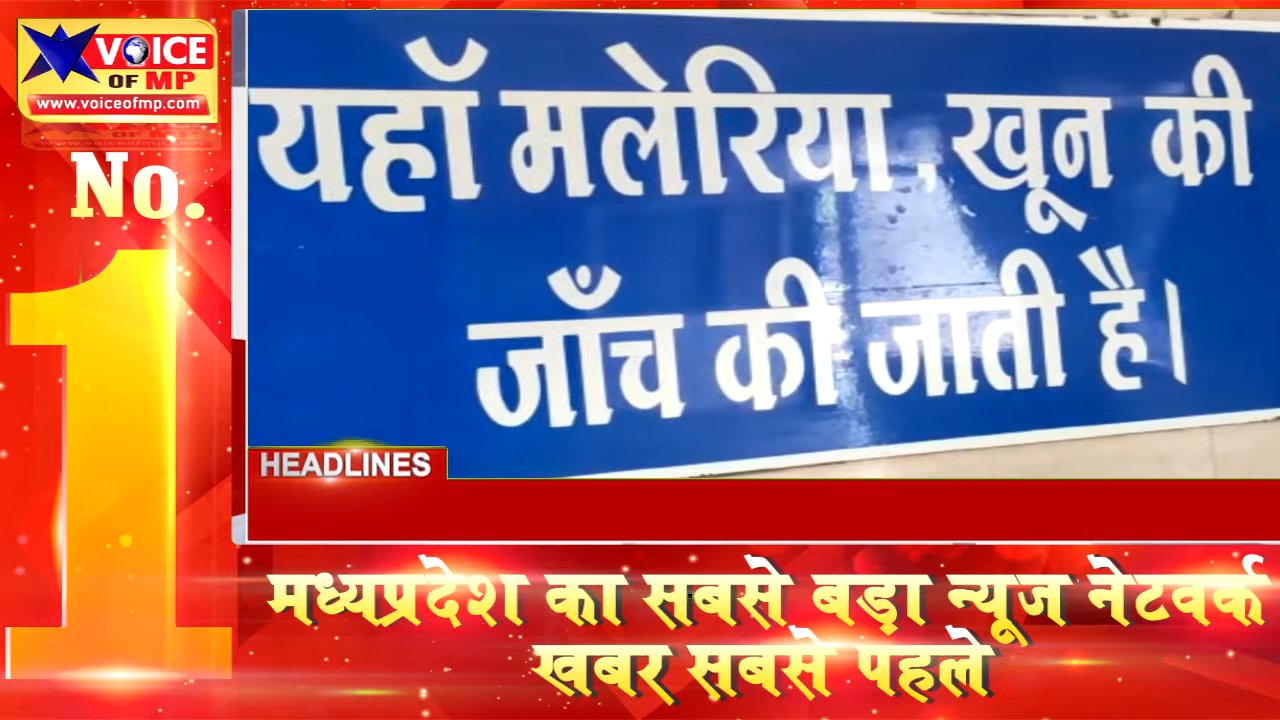 VOICE
OF MP
www.voiceofmp.com
No.
1
यहाॅ मलेरिया, खून की
जाँच की जाती है।
HEADLINES
मध्यप्रदेश का सबसे बड़ा न्यूज नेटवर्क
खबर सबसे पहले